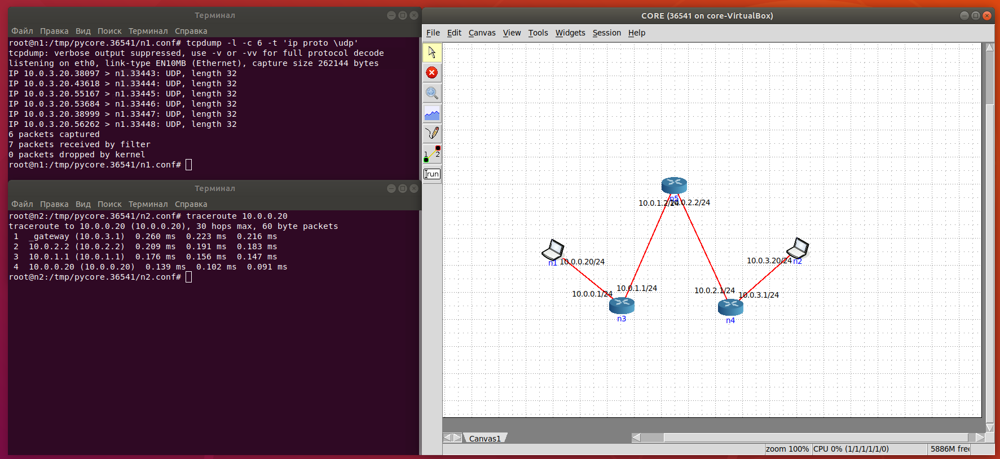 Терминал
Файл Правка Вид Поиск Терминал Справка
root@n1:/tmp/pycore.36541/n1.conf# tcpdump -l -c 6 -t 'ip proto \udp'
tcpdump: verbose output suppressed, use -v or -vv for full protocol decode
listening on eth0, link-type EN10MB (Ethernet), capture size 262144 bytes
IP 10.0.3.20.38097 > n1.33443: UDP, length 32
IP 10.0.3.20.43618 > n1.33444: UDP, length 32
IP 10.0.3.20.55167 > n1.33445: UDP, length 32
IP 10.0.3.20.53684 > n1.33446: UDP, length 32
IP 10.0.3.20.38999 > n1.33447: UDP, length 32
IP 10.0.3.20.56262 > n1.33448: UDP, length 32
6 packets captured
7 packets received by filter
0 packets dropped by kernel
root@n1:/tmp/pycore.36541/n1.conf#
Терминал
Файл Правка Вид Поиск Терминал Справка
root@n2:/tmp/pycore.36541/n2.conf# traceroute 10.0.0.20
traceroute to 10.0.0.20 (10.0.0.20), 30 hops max, 60 byte packets
1 _gateway (10.0.3.1) 0.260 ms 0.223 ms 0.216 ms
2 10.0.2.2 (10.0.2.2) 0.209 ms 0.191 ms 0.183 ms
3 10.0.1.1 (10.0.1.1) 0.176 ms 0.156 ms 0.147 ms
4 10.0.0.20 (10.0.0.20) 0.139 ms 0.102 ms 0.091 ms
root@n2:/tmp/pycore.36541/n2.conf#
CORE (36541 on core-VirtualBox)
File Edit Canvas View Tools Widgets Session Help
1 2
run
n5
10.0.1.2/24 10.0.2.2/24
n1 10.0.0.20/24
10.0.3.20/24 n2
10.0.0.1/24 10.0.1.1/24
10.0.2.1/24 10.0.3.1/24
n3
n4
Canvas1
zoom 100% CPU 0% (1/1/1/1/1/0) 5886M free